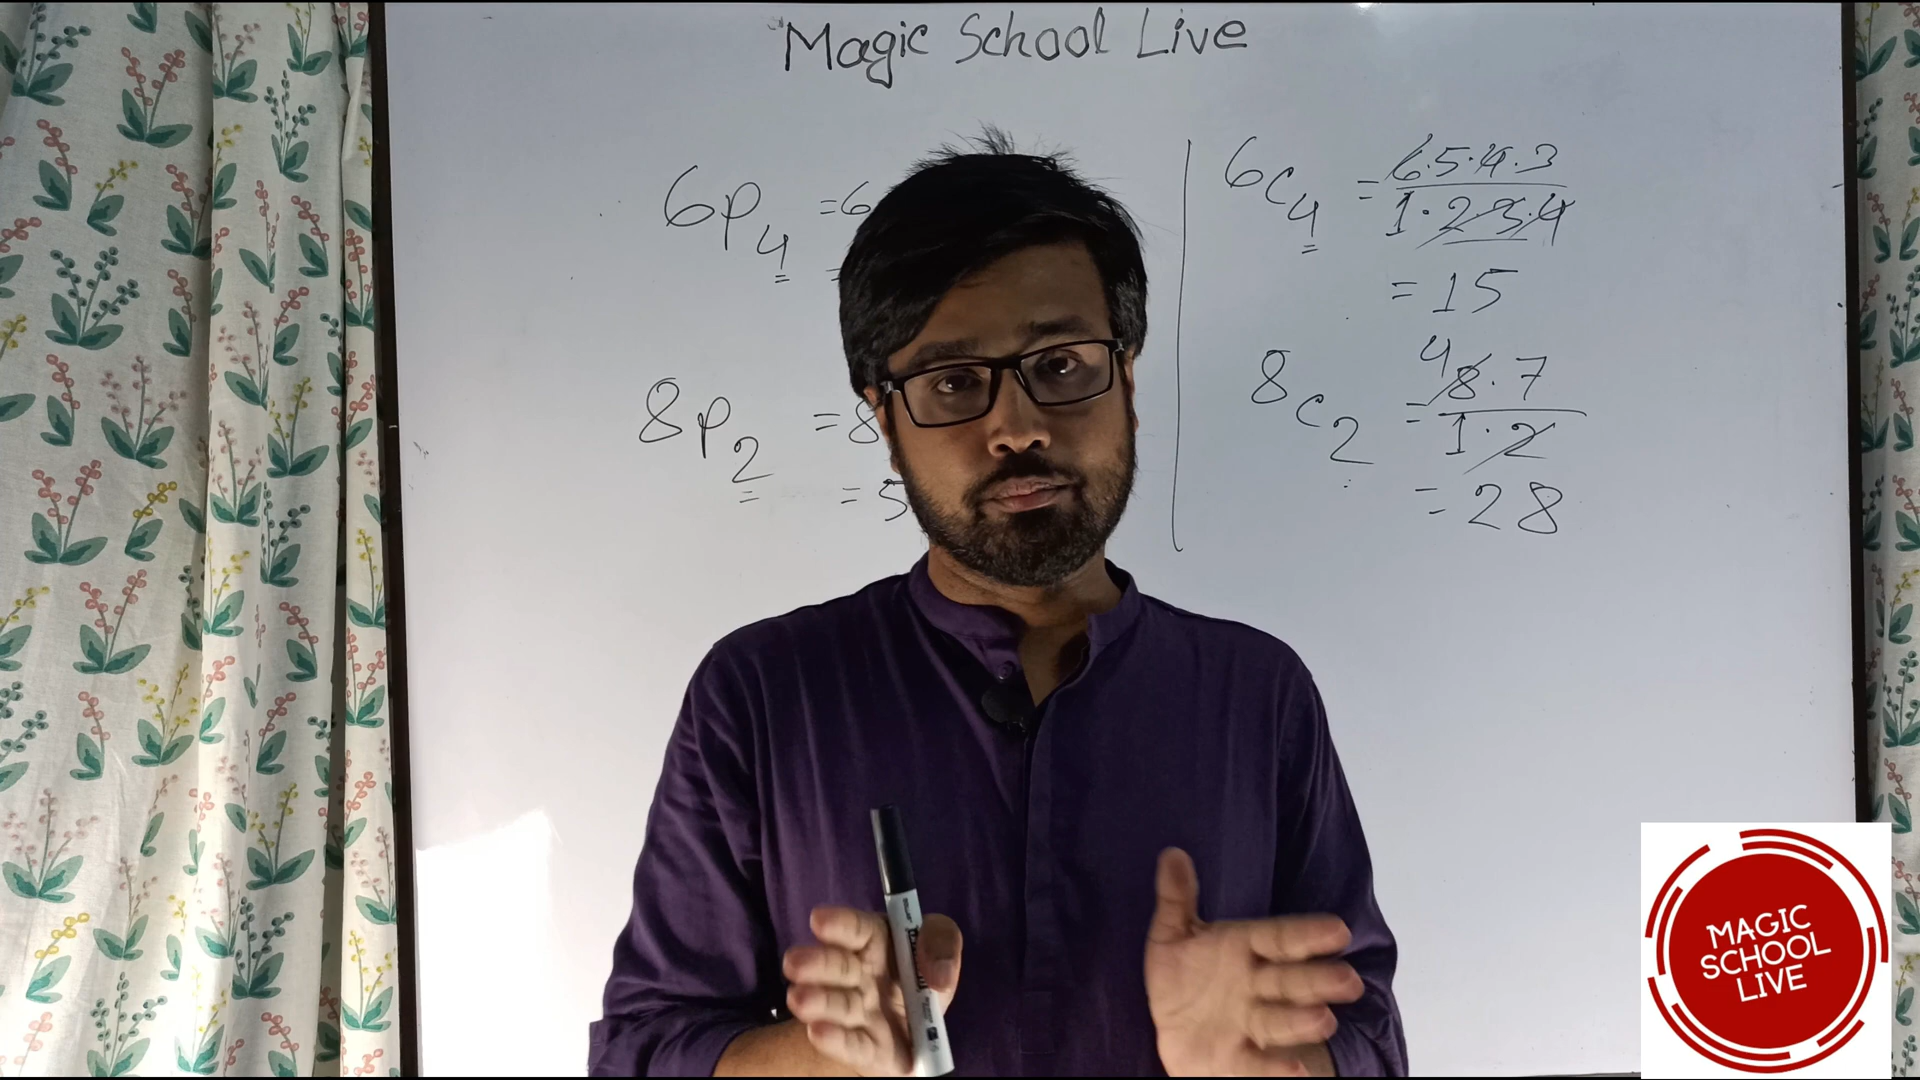 Magic School Live
6P4 = 6
=
8P2 = 8
= 5
6C4 = 6.5.4.3
1.2.3.4
= 15
4
8C2 = 8.7
1.2
= 28
MAGIC
SCHOOL
LIVE